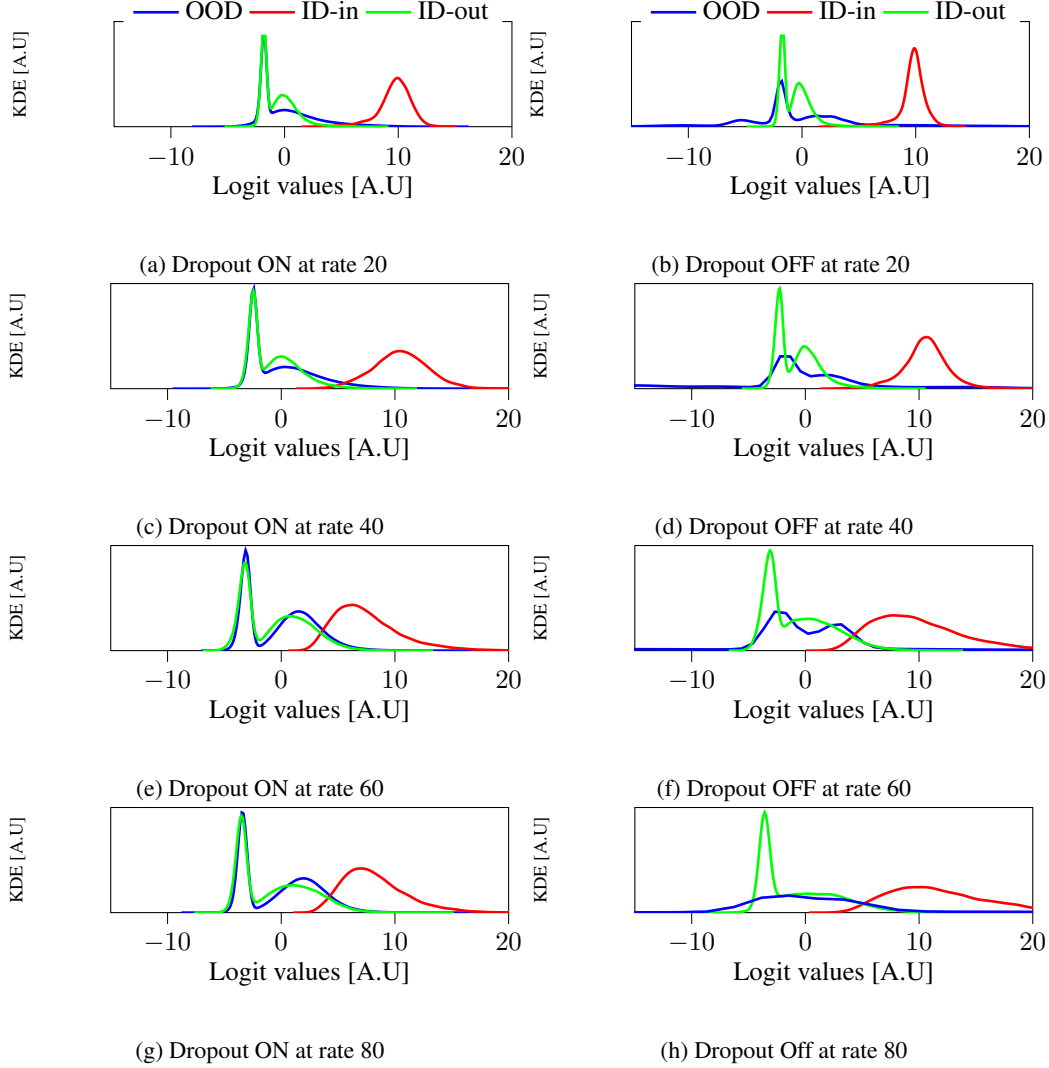 OOD ID-in ID-out OOD ID-in ID-out
KDE [A.U] KDE [A.U]
−10 0 10 20 −10 0 10 20
Logit values [A.U] Logit values [A.U]
(a) Dropout ON at rate 20 (b) Dropout OFF at rate 20
KDE [A.U] KDE [A.U]
−10 0 10 20 −10 0 10 20
Logit values [A.U] Logit values [A.U]
(c) Dropout ON at rate 40 (d) Dropout OFF at rate 40
KDE [A.U] KDE [A.U]
−10 0 10 20 −10 0 10 20
Logit values [A.U] Logit values [A.U]
(e) Dropout ON at rate 60 (f) Dropout OFF at rate 60
KDE [A.U] KDE [A.U]
−10 0 10 20 −10 0 10 20
Logit values [A.U] Logit values [A.U]
(g) Dropout ON at rate 80 (h) Dropout Off at rate 80